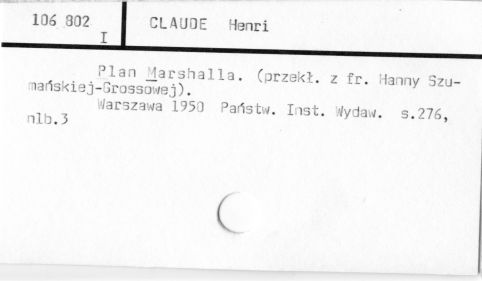 106 802
I
CLAUDE Henri
Plan Marshalla. (przekł. z fr. Hanny Szu-
mańskiej-Grossowej).
Warszawa 1950 Państw. Inst. Wydaw. s.276,
nlb.3